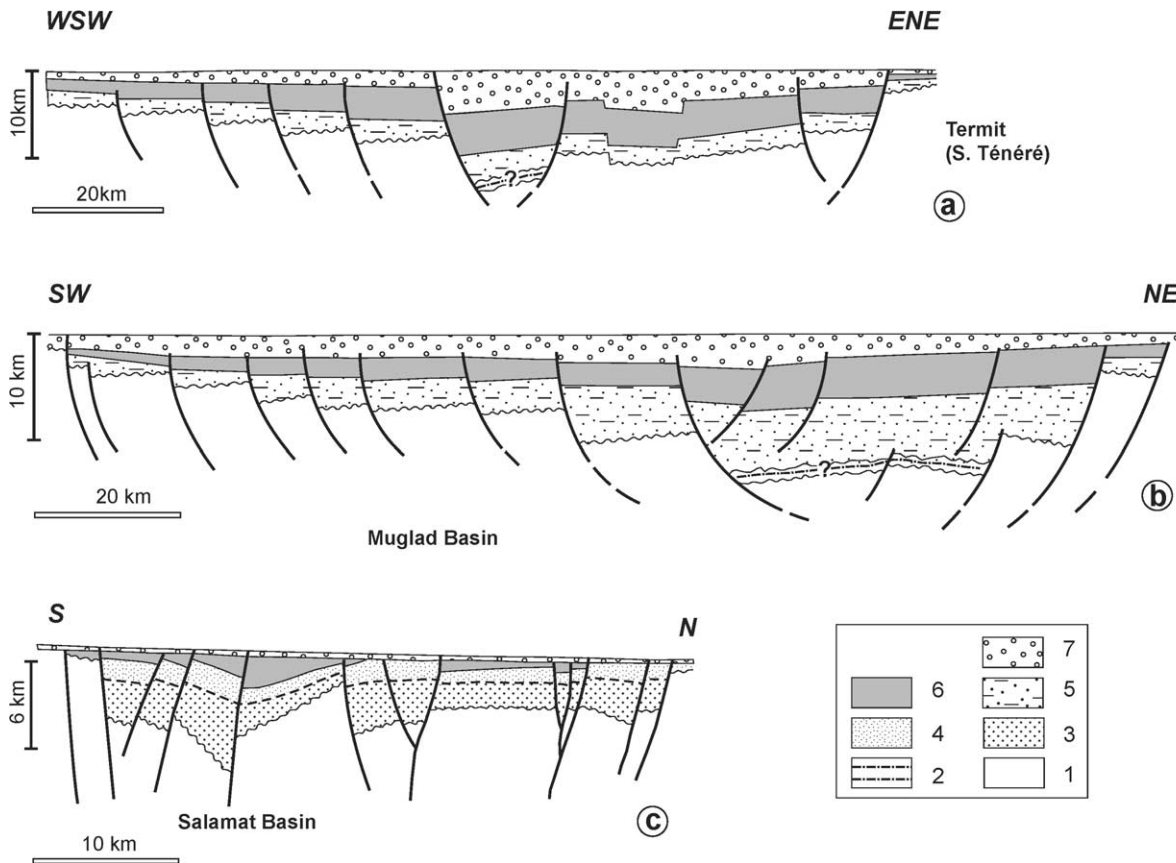 WSW ENE
10km
Termit
(S. Ténéré)
?
20km
a
SW NE
10 km
?
20 km
b
Muglad Basin
S N
6 km
7
6 5
4 3
2 1
Salamat Basin
c
10 km